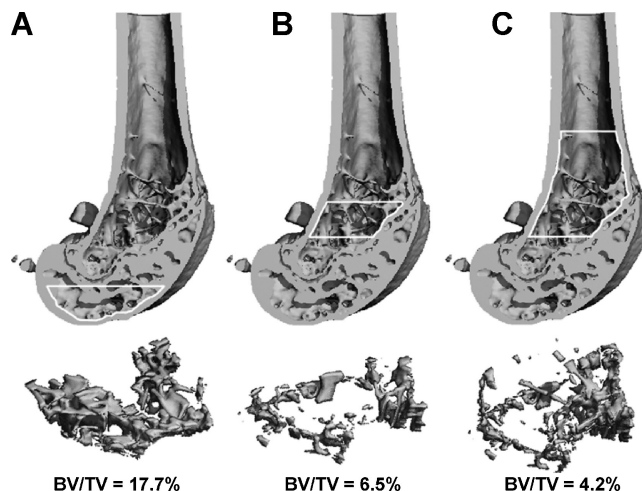 A B C
BV/TV = 17.7% BV/TV = 6.5% BV/TV = 4.2%